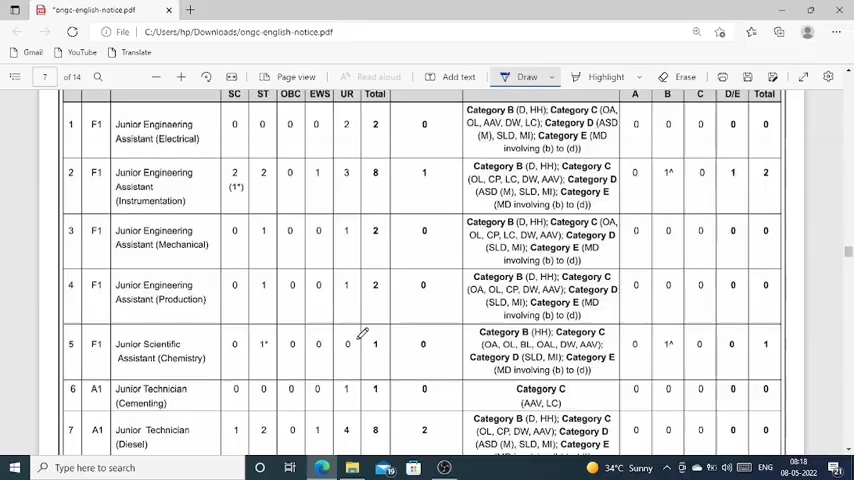 *ongc-english-notice.pdf
File | C:/Users/hp/Downloads/ongc-english-notice.pdf
Gmail YouTube Translate
7 of 14 Page view Read aloud Add text Draw Highlight Erase
SC ST OBC EWS UR Total A B C D/E Total
1 F1 Junior Engineering Assistant (Electrical) 0 0 0 0 2 2 0 Category B (D, HH); Category C (OA,
OL, AAV, DW, LC); Category D (ASD
(M), SLD, MI); Category E (MD
involving (b) to (d)) 0 0 0 0 0
2 F1 Junior Engineering Assistant (Instrumentation) 2 (1*) 2 0 1 3 8 1 Category B (D, HH); Category C
(OL, CP, LC, DW, AAV); Category D
(ASD (M), SLD, MI); Category E
(MD involving (b) to (d)) 0 1^ 0 1 2
3 F1 Junior Engineering Assistant (Mechanical) 0 1 0 0 1 2 0 Category B (D, HH); Category C (OA,
OL, CP, LC, DW, AAV); Category D
(SLD, MI); Category E (MD
involving (b) to (d)) 0 0 0 0 0
4 F1 Junior Engineering Assistant (Production) 0 1 0 0 1 2 0 Category B (D, HH); Category C
(OA, OL, CP, DW, AAV); Category D
(SLD, MI); Category E (MD
involving (b) to (d)) 0 0 0 0 0
5 F1 Junior Scientific Assistant (Chemistry) 0 1* 0 0 0 1 0 Category B (HH); Category C
(OA, OL, BL, OAL, DW, AAV);
Category D (SLD, MI); Category E
(MD involving (b) to (d)) 0 1^ 0 0 1
6 A1 Junior Technician (Cementing) 0 0 0 0 1 1 0 Category C
(AAV, LC) 0 0 0 0 0
7 A1 Junior Technician (Diesel) 1 2 0 1 4 8 2 Category B (D, HH); Category C
(OL, CP, DW, AAV); Category D
(ASD (M), SLD, MI); Category E 0 0 0 0 0
Type here to search 19 34°C Sunny ENG 08:18
08-05-2022 21